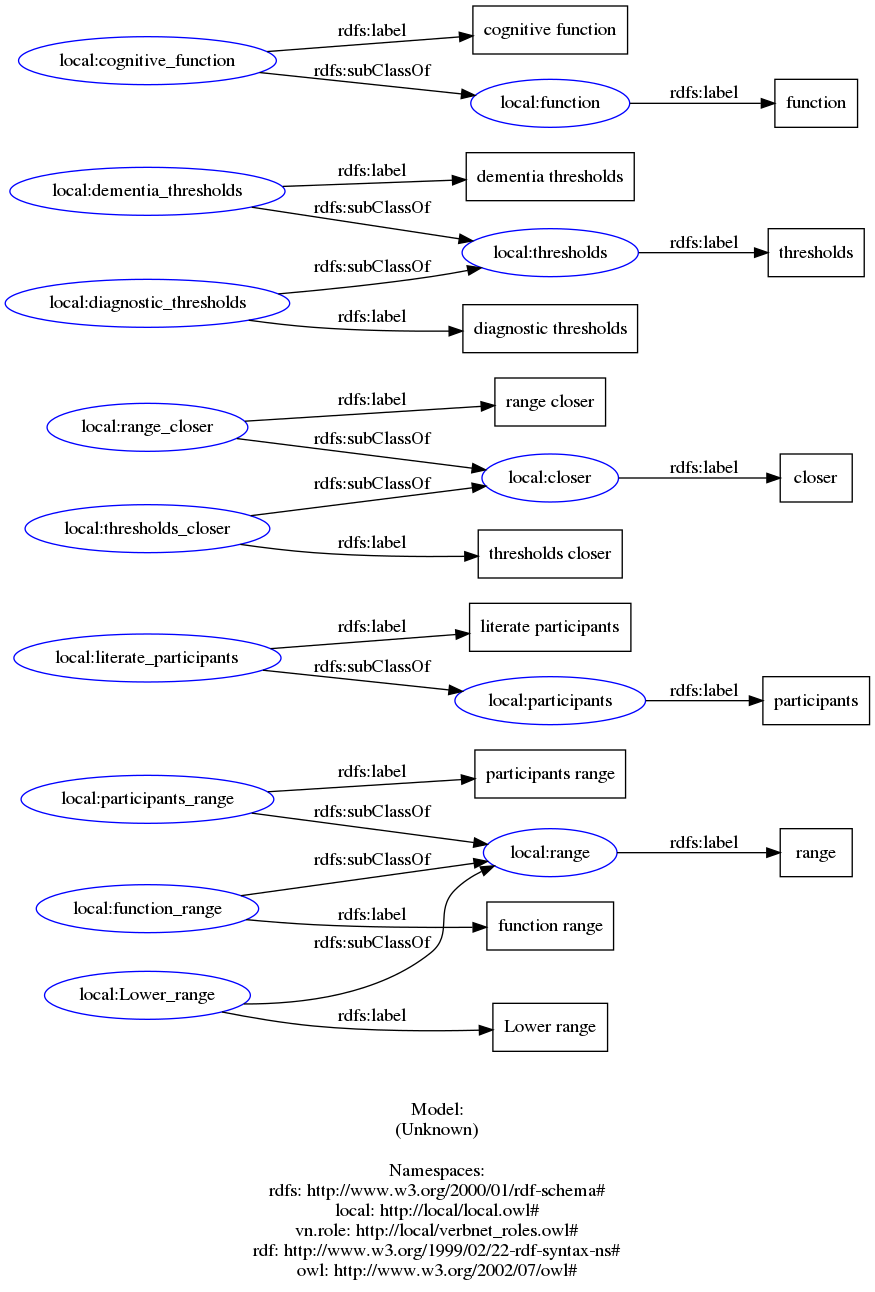 rdfs:label
cognitive function
local:cognitive_function
rdfs:subClassOf
local:function
rdfs:label
function
rdfs:label
dementia thresholds
local:dementia_thresholds
rdfs:subClassOf
local:thresholds
rdfs:label
thresholds
rdfs:subClassOf
local:diagnostic_thresholds
rdfs:label
diagnostic thresholds
rdfs:label
range closer
local:range_closer
rdfs:subClassOf
local:closer
rdfs:label
closer
rdfs:subClassOf
local:thresholds_closer
rdfs:label
thresholds closer
rdfs:label
literate participants
local:literate_participants
rdfs:subClassOf
local:participants
rdfs:label
participants
rdfs:label
participants range
local:participants_range
rdfs:subClassOf
local:range
rdfs:label
range
rdfs:subClassOf
local:function_range
rdfs:label
function range
rdfs:subClassOf
local:Lower_range
rdfs:label
Lower range
Model:
(Unknown)
Namespaces:
rdfs: http://www.w3.org/2000/01/rdf-schema#
local: http://local/local.owl#
vn.role: http://local/verbnet_roles.owl#
rdf: http://www.w3.org/1999/02/22-rdf-syntax-ns#
owl: http://www.w3.org/2002/07/owl#